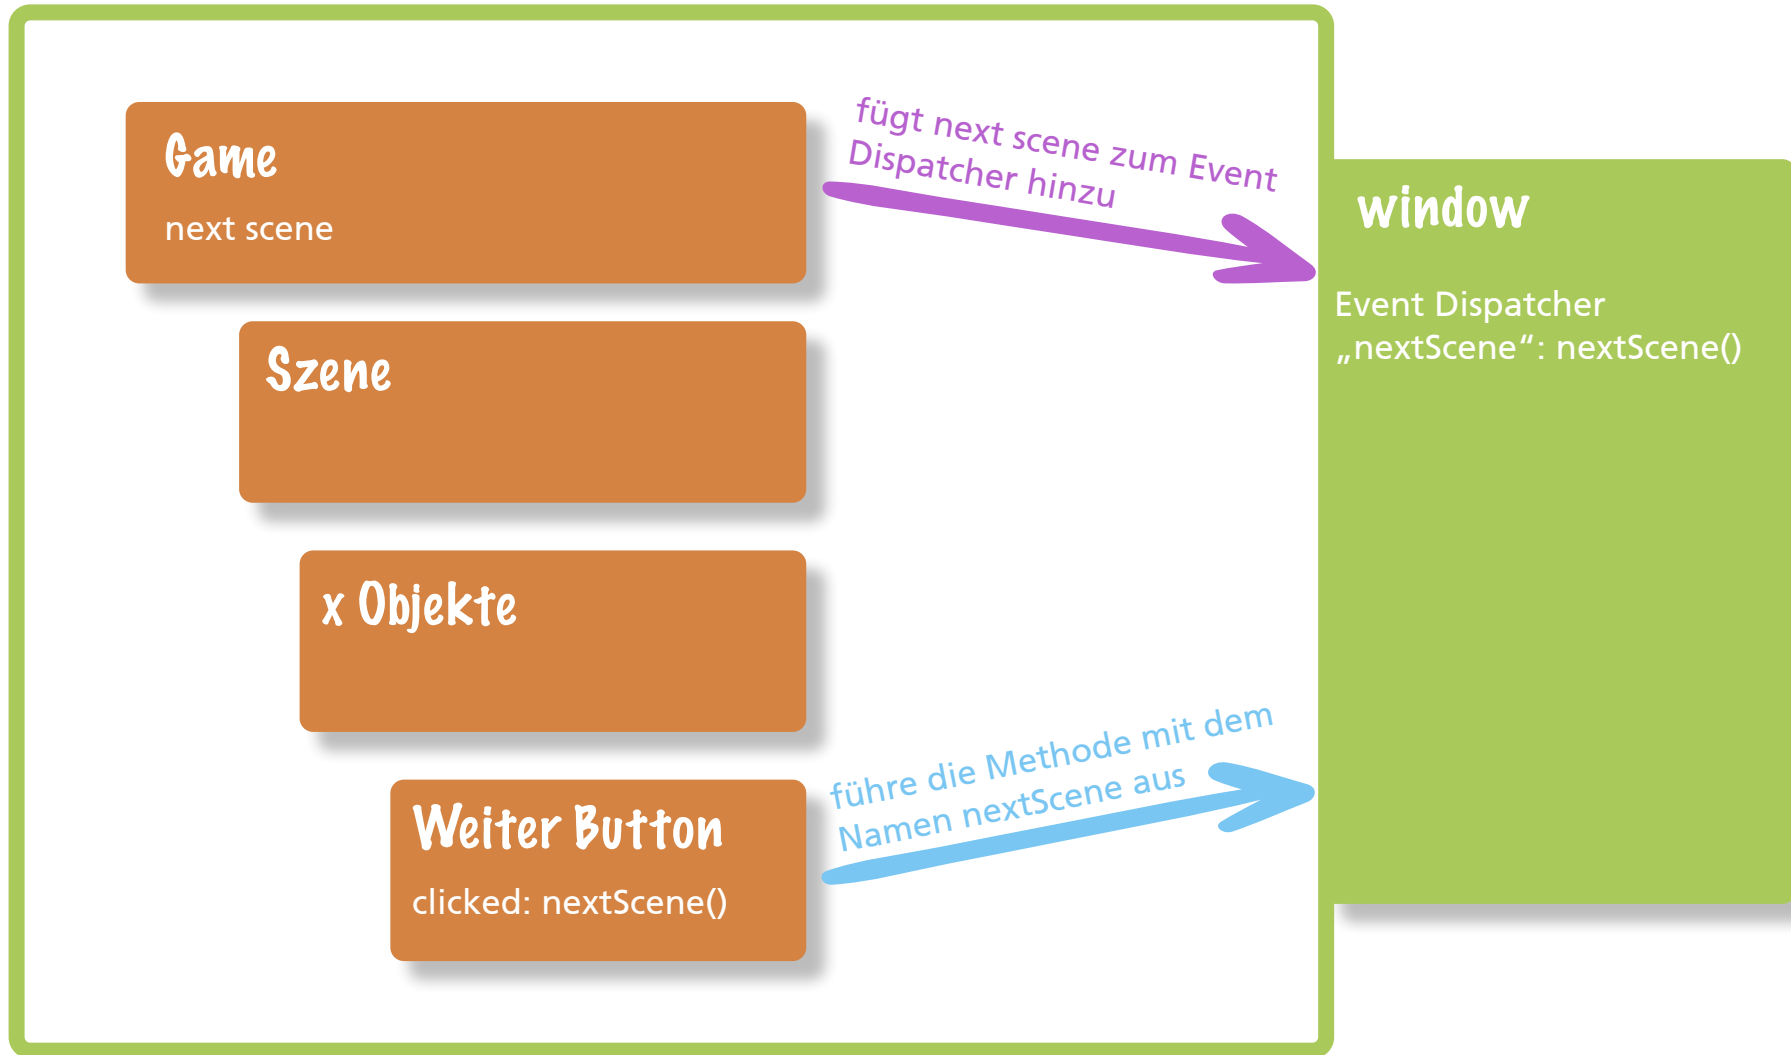 Game
next scene
fügt next scene zum Event
Dispatcher hinzu
window
Event Dispatcher
„nextScene“: nextScene()
Szene
x Objekte
führe die Methode mit dem
Namen nextScene aus
Weiter Button
clicked: nextScene()